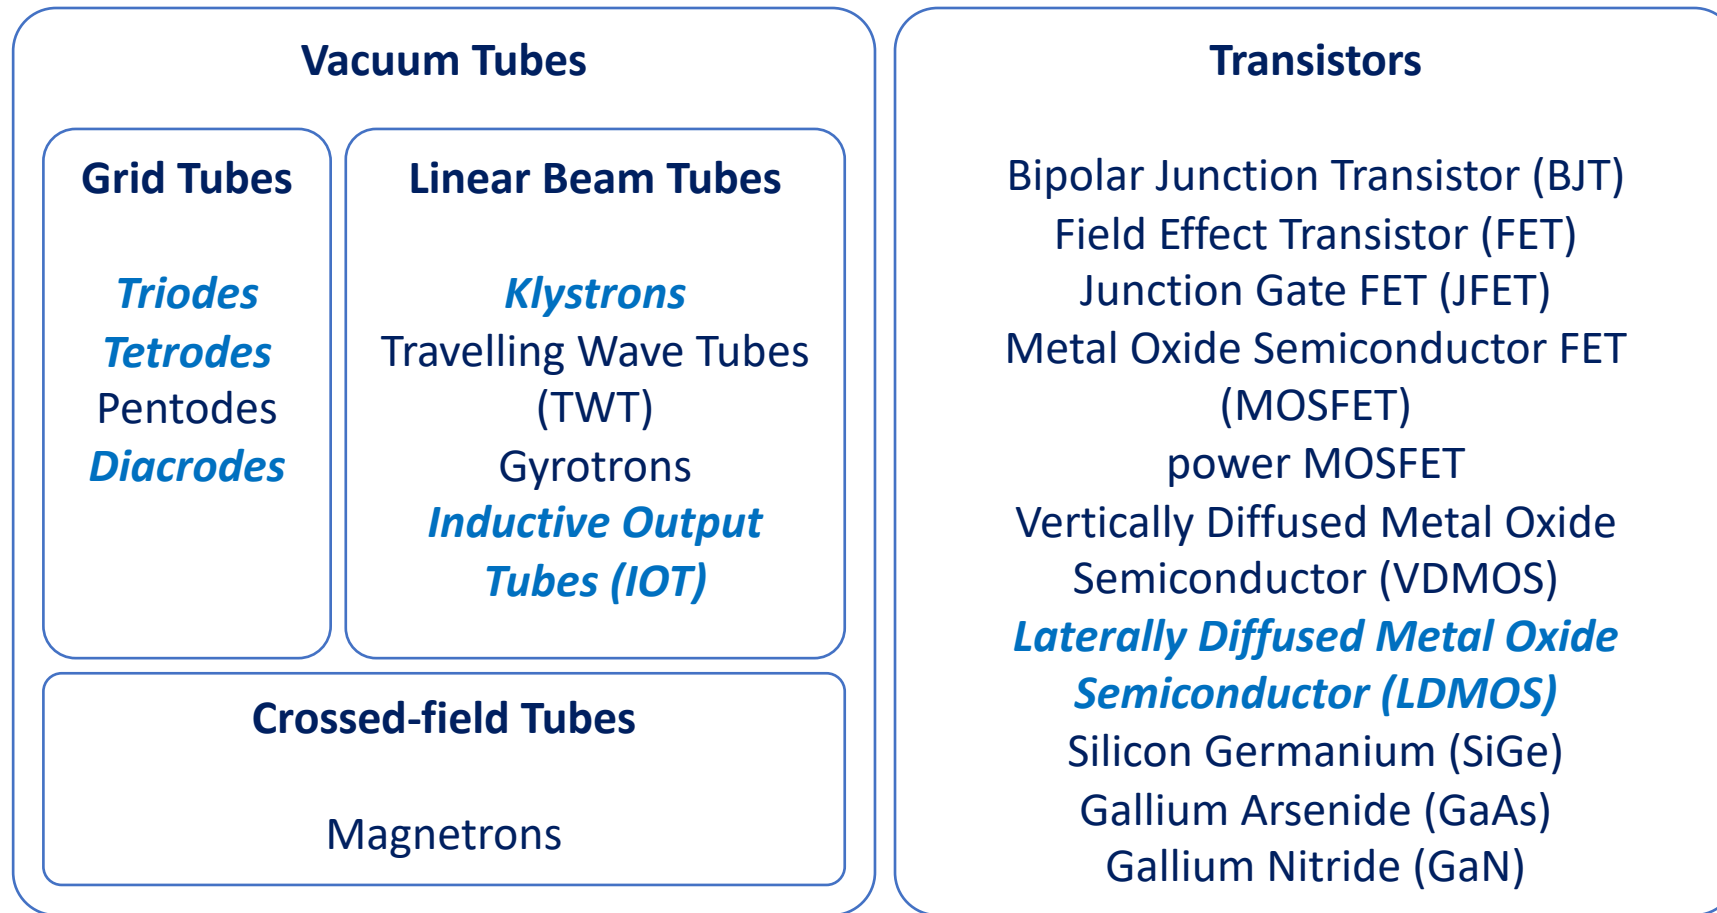 Vacuum Tubes
Grid Tubes
Triodes
Tetrodes
Pentodes
Diacrodes
Linear Beam Tubes
Klystrons
Travelling Wave Tubes
(TWT)
Gyrotrons
Inductive Output
Tubes (IOT)
Crossed-field Tubes
Magnetrons
Transistors
Bipolar Junction Transistor (BJT)
Field Effect Transistor (FET)
Junction Gate FET (JFET)
Metal Oxide Semiconductor FET
(MOSFET)
power MOSFET
Vertically Diffused Metal Oxide
Semiconductor (VDMOS)
Laterally Diffused Metal Oxide
Semiconductor (LDMOS)
Silicon Germanium (SiGe)
Gallium Arsenide (GaAs)
Gallium Nitride (GaN)